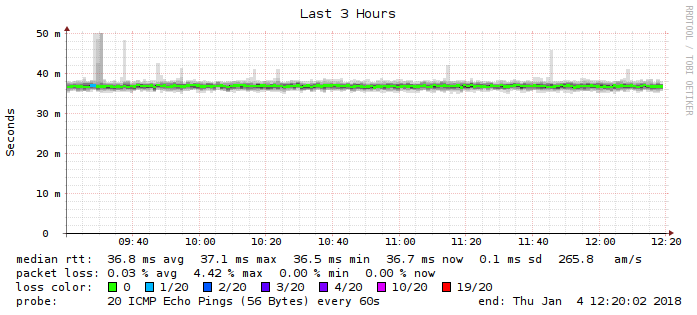 Last 3 Hours
RRDTOOL / TOBI OETIKER
Seconds
50 m
40 m
30 m
20 m
10 m
0
09:40 10:00 10:20 10:40 11:00 11:20 11:40 12:00 12:20
median rtt: 36.8 ms avg 37.1 ms max 36.5 ms min 36.7 ms now 0.1 ms sd 265.8 am/s
packet loss: 0.03 % avg 4.42 % max 0.00 % min 0.00 % now
loss color: 0 1/20 2/20 3/20 4/20 10/20 19/20
probe: 20 ICMP Echo Pings (56 Bytes) every 60s end: Thu Jan 4 12:20:02 2018